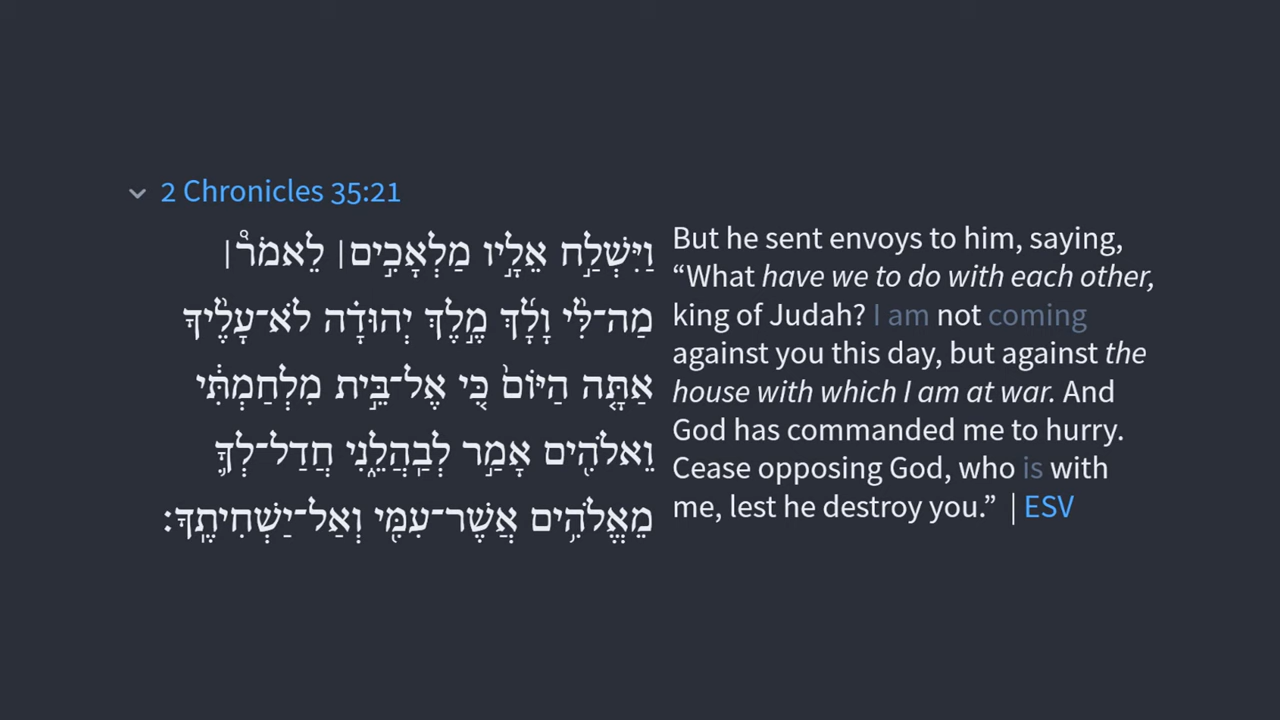 2 Chronicles 35:21
וַיִּשְׁלַ֣ח אֵלָ֣יו מַלְאָכִ֣ים׀ לֵאמֹר֩׀
מַה־לִּ֨י וָלָ֜ךְ מֶ֣לֶךְ יְהוּדָ֗ה לֹא־עָלֶ֨יךָ
אַתָּ֤ה הַיּוֹם֙ כִּ֚י אֶל־בֵּ֣ית מִלְחַמְתִּ֔י
וֵאלֹהִ֖ים אָמַ֣ר לְבַֽהֲלֵ֑נִי חֲדַל־לְךָ֛
מֵאֱלֹהִ֥ים אֲשֶׁר־עִמִּ֖י וְאַל־יַשְׁחִיתֶֽךָ׃
But he sent envoys to him, saying,
“What have we to do with each other,
king of Judah? I am not coming
against you this day, but against the
house with which I am at war. And
God has commanded me to hurry.
Cease opposing God, who is with
me, lest he destroy you.” | ESV